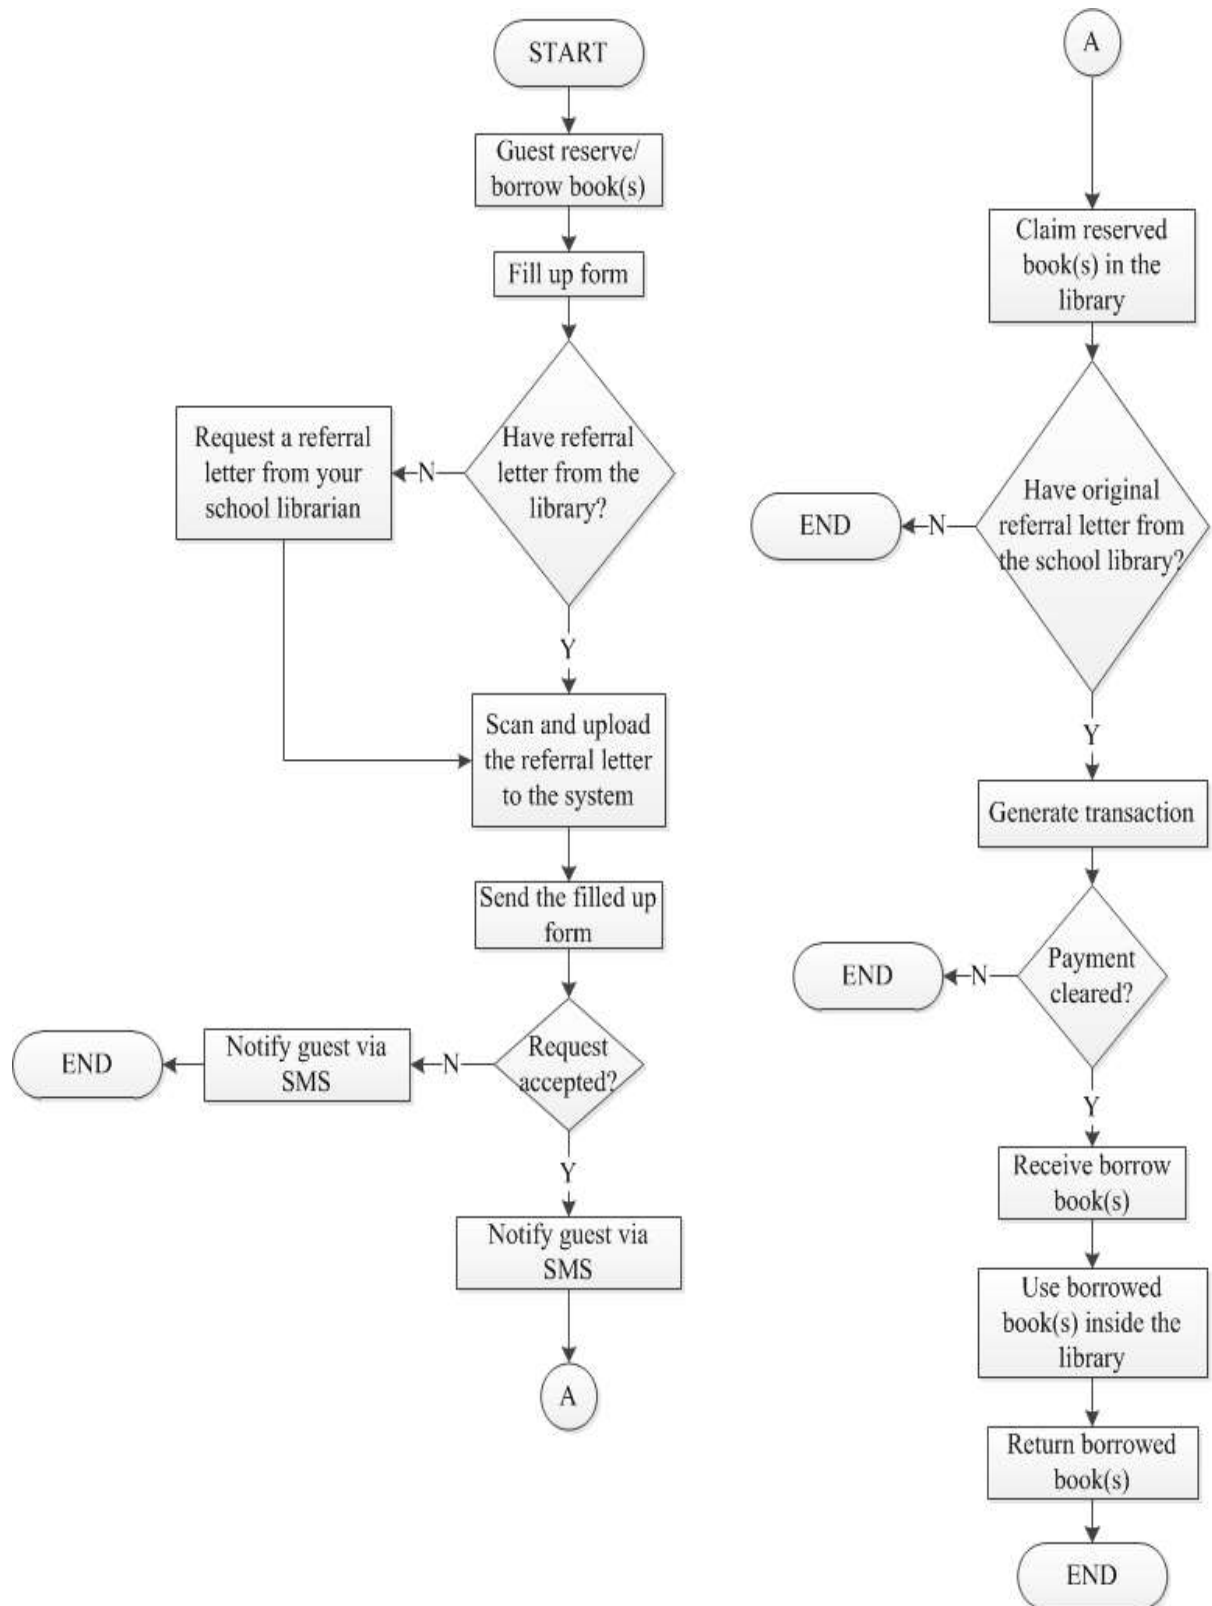 START
Guest reserve/
borrow book(s)
Fill up form
Have referral
letter from the
library?
N
Request a referral
letter from your
school librarian
Y
Scan and upload
the referral letter
to the system
Send the filled up
form
Request
accepted?
N
Notify guest via
SMS
END
Y
Notify guest via
SMS
A
A
Claim reserved
book(s) in the
library
Have original
referral letter from
the school library?
N
END
Y
Generate transaction
Payment
cleared?
N
END
Y
Receive borrow
book(s)
Use borrowed
book(s) inside the
library
Return borrowed
book(s)
END